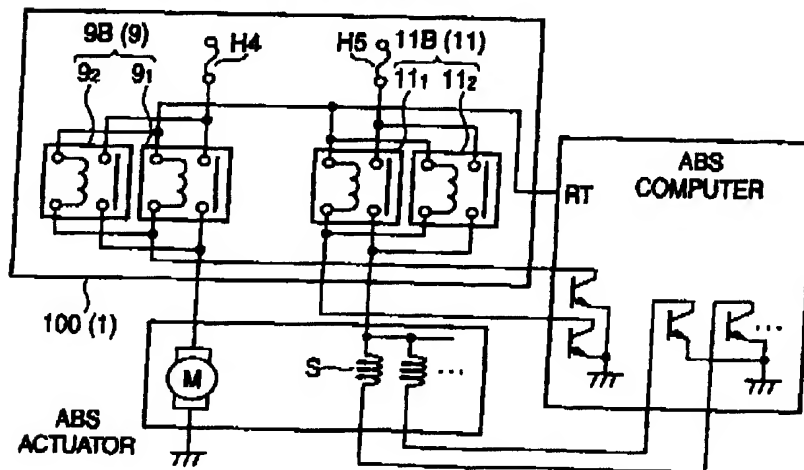 9B (9)
H4
H5
11B (11)
9₂
9₁
11₁
11₂
ABS
COMPUTER
RT
100 (1)
S
...
...
M
ABS
ACTUATOR